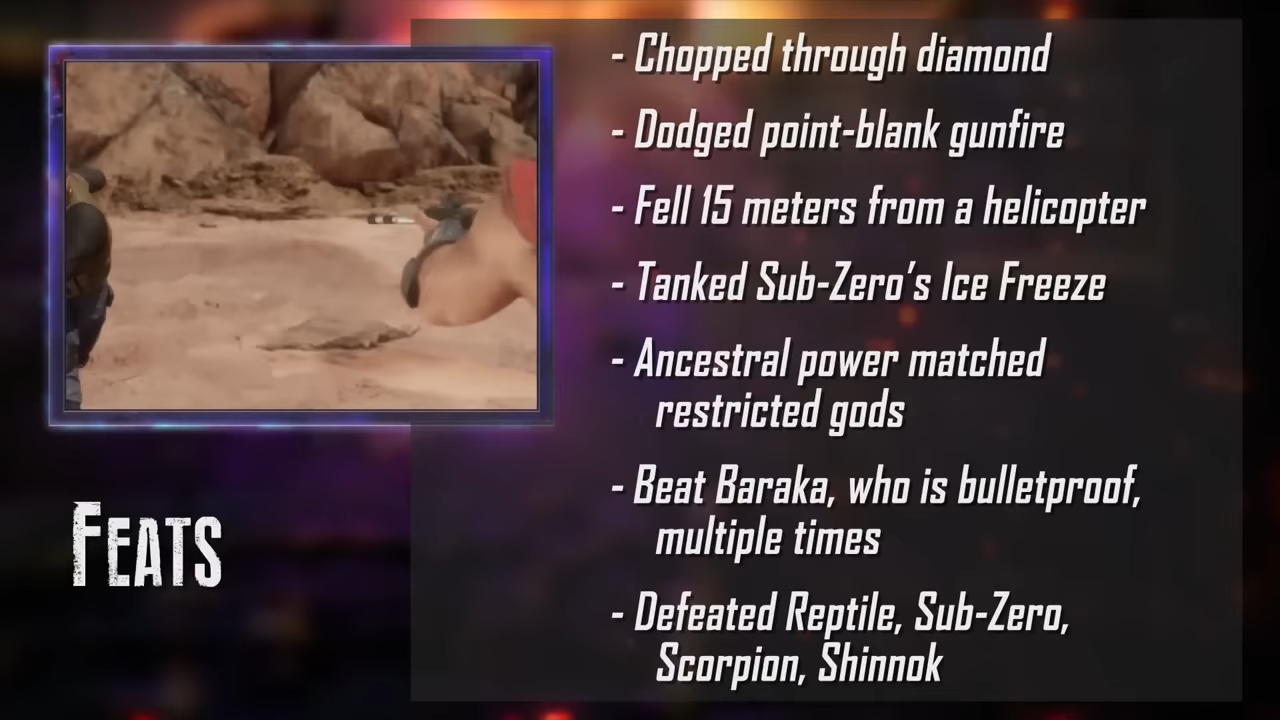 - Chopped through diamond
- Dodged point-blank gunfire
- Fell 15 meters from a helicopter
- Tanked Sub-Zero's Ice Freeze
- Ancestral power matched
restricted gods
- Beat Baraka, who is bulletproof,
multiple times
- Defeated Reptile, Sub-Zero,
Scorpion, Shinnok
Feats